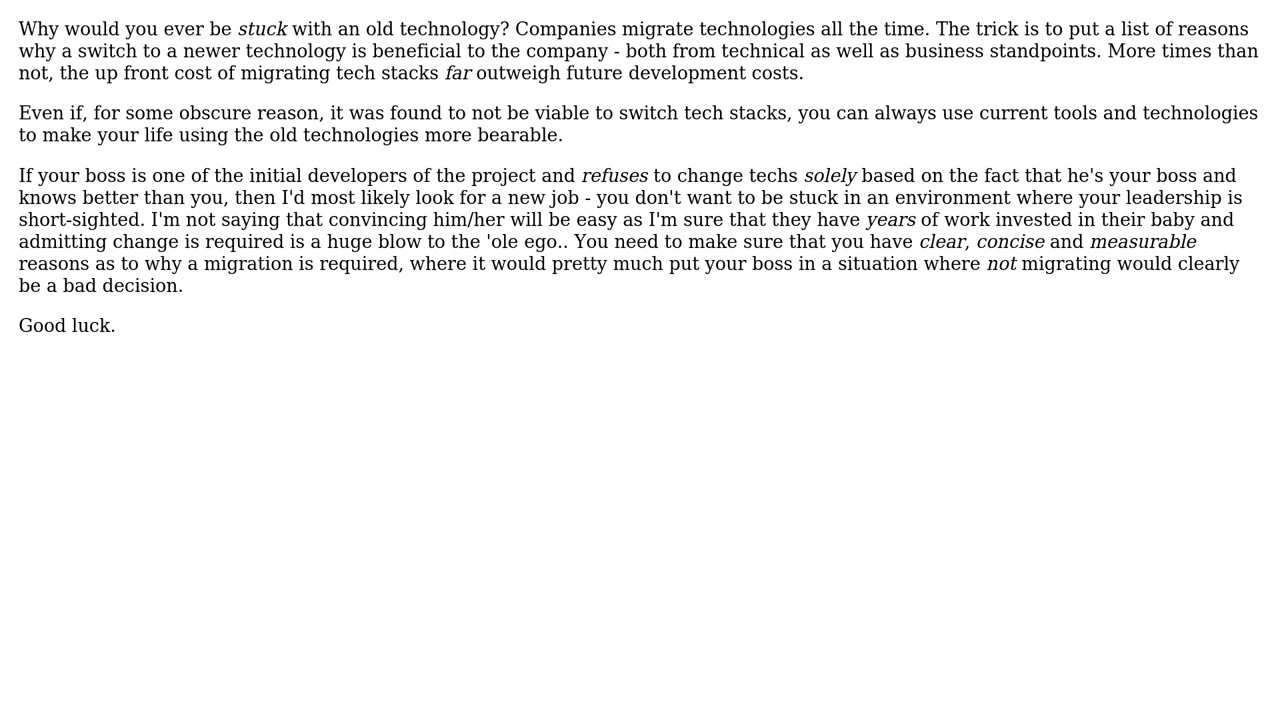 Why would you ever be stuck with an old technology? Companies migrate technologies all the time. The trick is to put a list of reasons
why a switch to a newer technology is beneficial to the company - both from technical as well as business standpoints. More times than
not, the up front cost of migrating tech stacks far outweigh future development costs.
Even if, for some obscure reason, it was found to not be viable to switch tech stacks, you can always use current tools and technologies
to make your life using the old technologies more bearable.
If your boss is one of the initial developers of the project and refuses to change techs solely based on the fact that he's your boss and
knows better than you, then I'd most likely look for a new job - you don't want to be stuck in an environment where your leadership is
short-sighted. I'm not saying that convincing him/her will be easy as I'm sure that they have years of work invested in their baby and
admitting change is required is a huge blow to the 'ole ego.. You need to make sure that you have clear, concise and measurable
reasons as to why a migration is required, where it would pretty much put your boss in a situation where not migrating would clearly
be a bad decision.
Good luck.